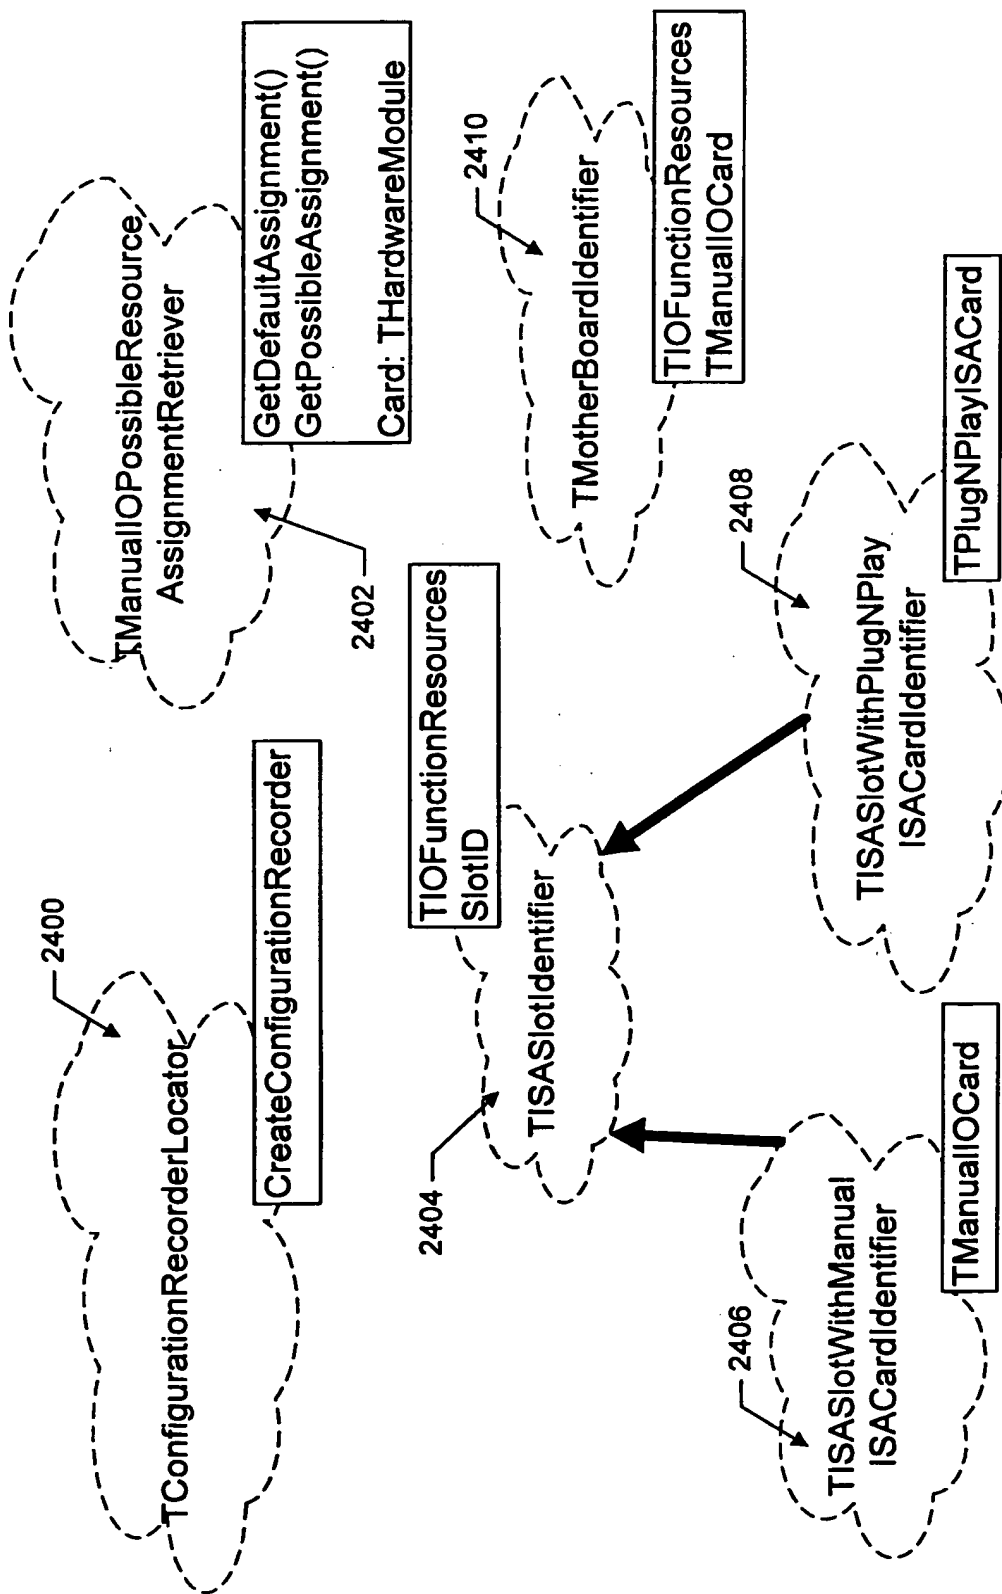 2400
TConfigurationRecorderLocator
CreateConfigurationRecorder
TManualIOPossibleResource
AssignmentRetriever
GetDefaultAssignment()
GetPossibleAssignment()
Card: THardwareModule
2402
2404
TISASlotIdentifier
TIOFunctionResources
SlotID
2410
TMotherBoardIdentifier
TIOFunctionResources
TManualIOCard
2406
TISASlotWithManual
ISACardIdentifier
TManualIOCard
2408
TISASlotWithPlugNPlay
ISACardIdentifier
TPlugNPlayISACard